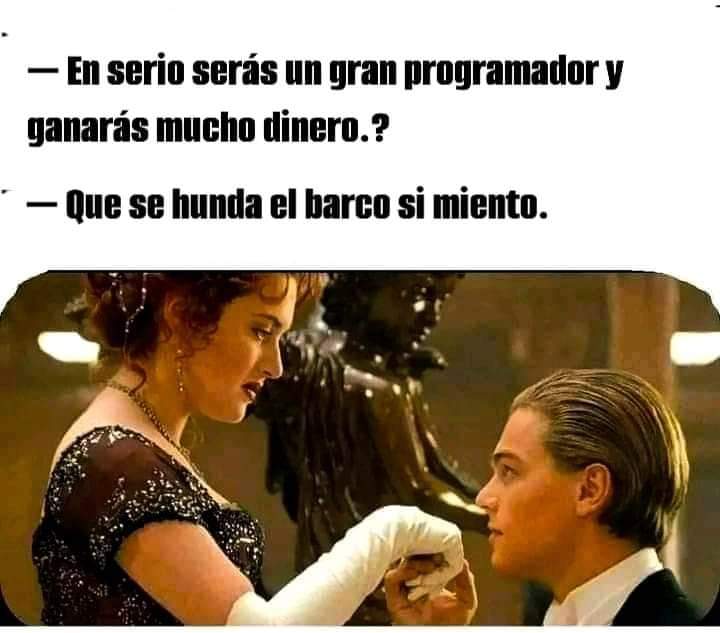 — En serio serás un gran programador y
ganarás mucho dinero.?
— Que se hunda el barco si miento.